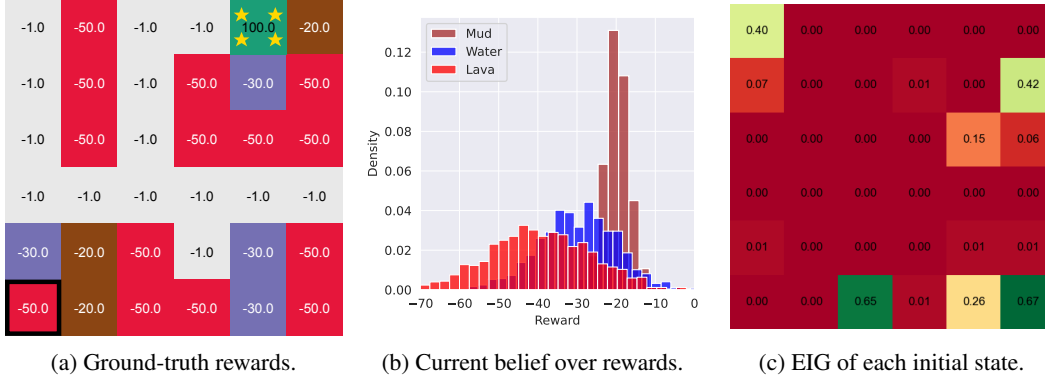 -1.0 -50.0 -1.0 -1.0 100.0 -20.0
-1.0 -50.0 -1.0 -50.0 -30.0 -50.0
-1.0 -50.0 -1.0 -50.0 -50.0 -50.0
-1.0 -1.0 -1.0 -1.0 -1.0 -1.0
-30.0 -20.0 -50.0 -1.0 -30.0 -50.0
-50.0 -20.0 -50.0 -50.0 -30.0 -50.0
(a) Ground-truth rewards.
Mud
Water
Lava
Density
0.12
0.10
0.08
0.06
0.04
0.02
0.00
-70 -60 -50 -40 -30 -20 -10 0
Reward
(b) Current belief over rewards.
0.40 0.00 0.00 0.00 0.00 0.00
0.07 0.00 0.00 0.01 0.00 0.42
0.00 0.00 0.00 0.00 0.15 0.06
0.00 0.00 0.00 0.00 0.00 0.00
0.01 0.00 0.00 0.00 0.01 0.01
0.00 0.00 0.65 0.01 0.26 0.67
(c) EIG of each initial state.